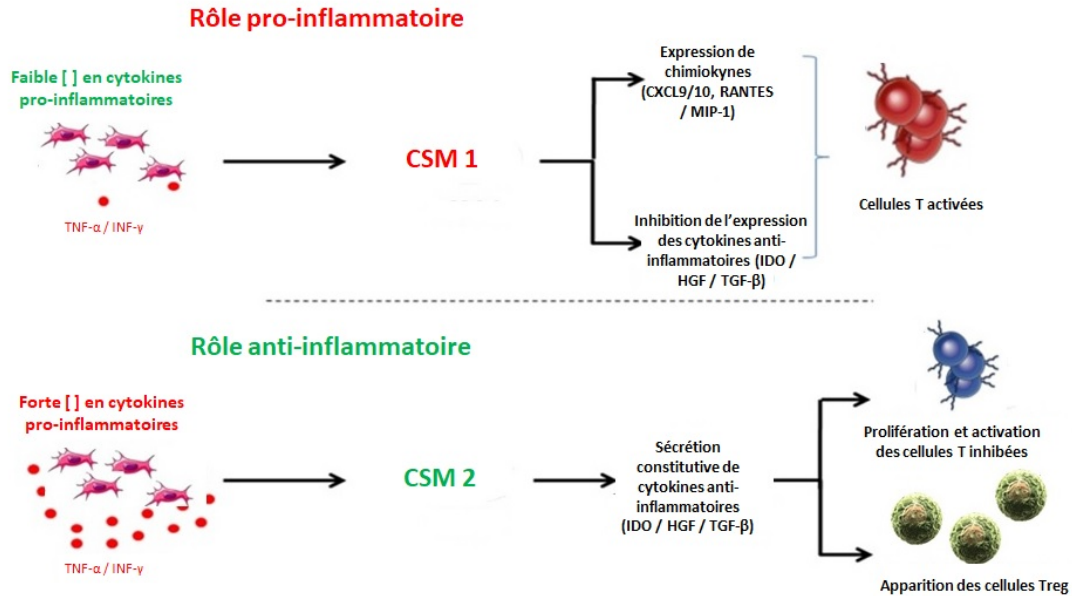 Rôle pro-inflammatoire
Faible [ ] en cytokines
pro-inflammatoires
TNF-α / INF-γ
CSM 1
Expression de
chimiokynes
(CXCL9/10, RANTES
/ MIP-1)
Inhibition de l’expression
des cytokines anti-
inflammatoires (IDO /
HGF / TGF-β)
Cellules T activées
Rôle anti-inflammatoire
Forte [ ] en cytokines
pro-inflammatoires
TNF-α / INF-γ
CSM 2
Sécrétion
constitutive de
cytokines anti-
inflammatoires
(IDO / HGF / TGF-β)
Prolifération et activation
des cellules T inhibées
Apparition des cellules Treg